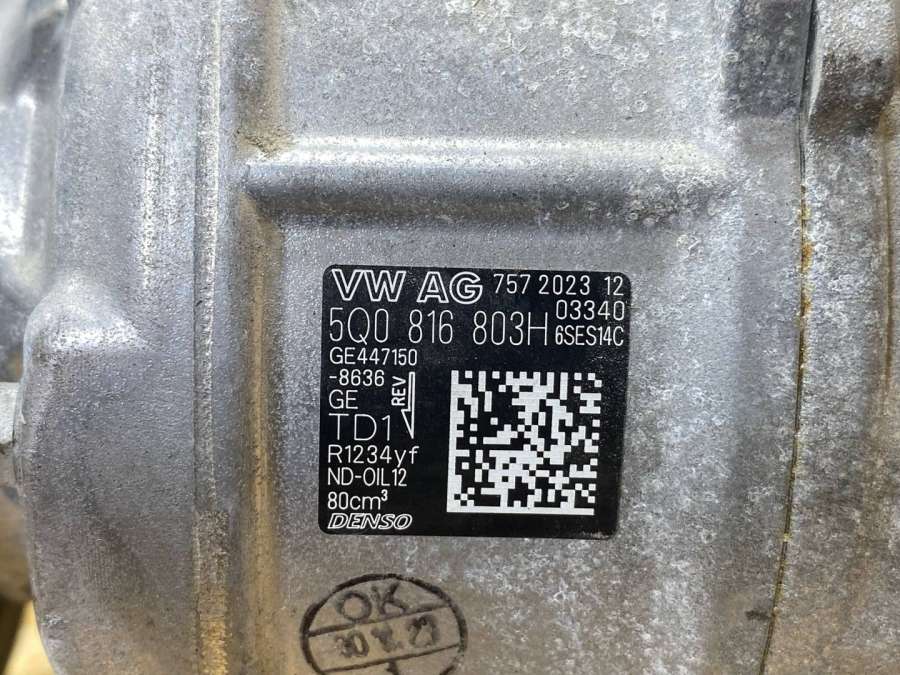 VW AG 757 2023 12
03340
5Q0 816 803H 6SES14C
GE447150
-8636
REV
GE
TD1
R1234yf
ND-OIL12
80cm³
DENSO
OK